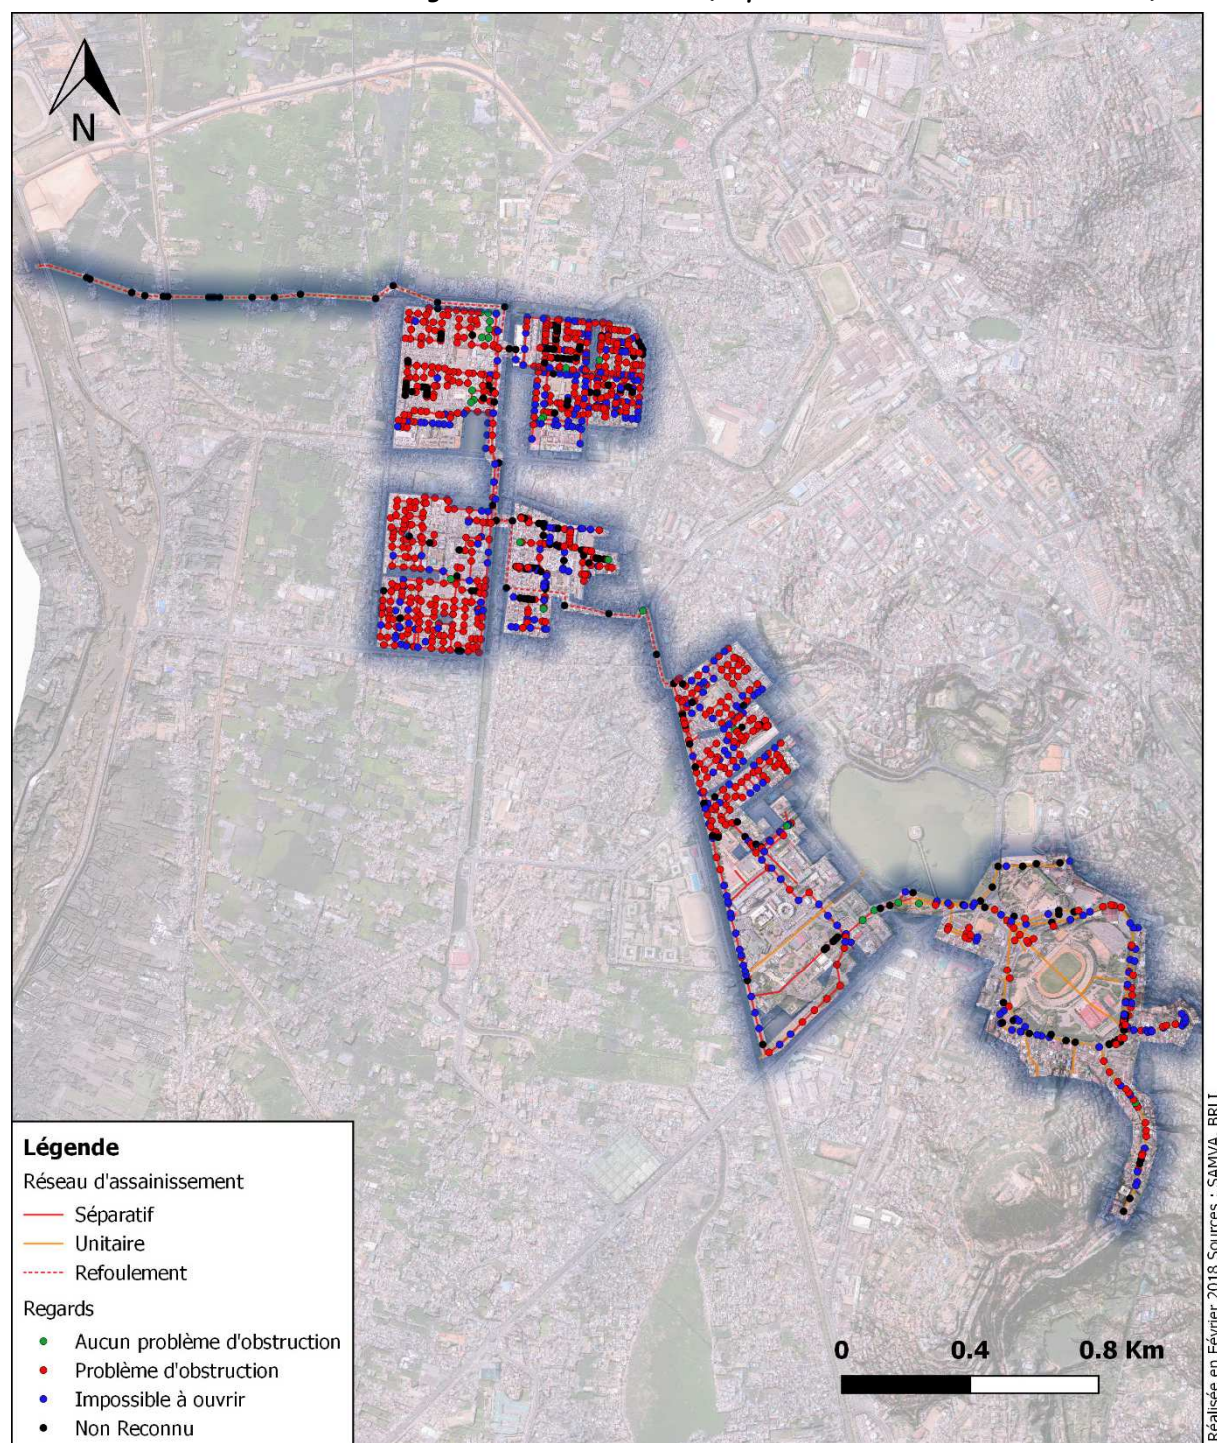 N
Légende
Réseau d'assainissement
Séparatif
Unitaire
Refoulement
Regards
Aucun problème d'obstruction
Problème d'obstruction
Impossible à ouvrir
Non Reconnu
0 0.4 0.8 Km
Réalisée en Février 2018 Sources : SAMVA, BRLI